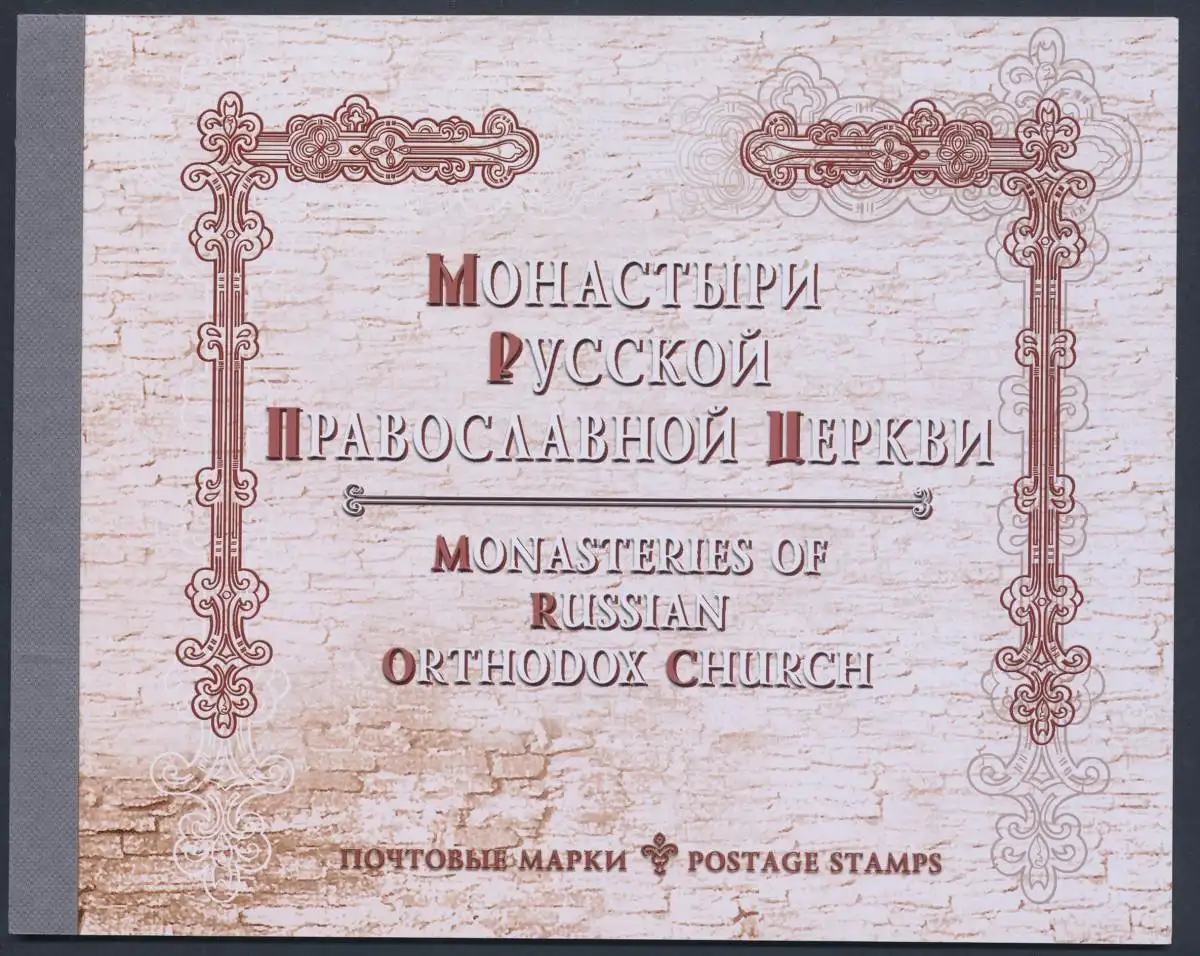 МОНАСТЫРИ
РУССКОЙ
ПРАВОСЛАВНОЙ ЦЕРКВИ
MONASTERIES OF
RUSSIAN
ORTHODOX CHURCH
ПОЧТОВЫЕ МАРКИ POSTAGE STAMPS